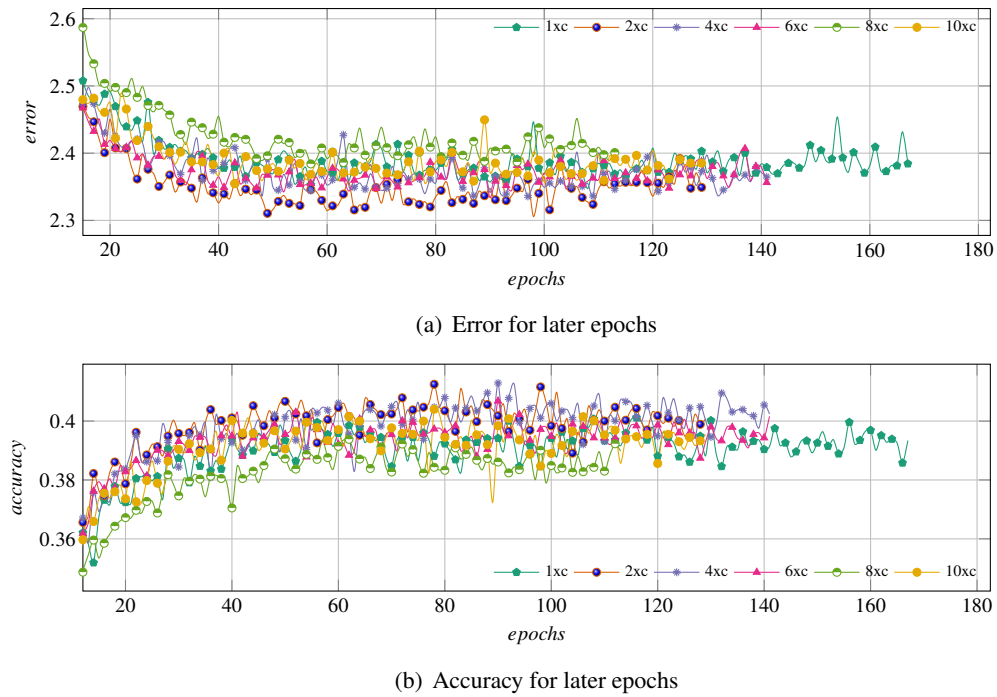 2.6
1xc 2xc 4xc 6xc 8xc 10xc
2.5
error
2.4
2.3
20 40 60 80 100 120 140 160 180
epochs
(a) Error for later epochs
0.4
0.38
accuracy
0.36
1xc 2xc 4xc 6xc 8xc 10xc
20 40 60 80 100 120 140 160 180
epochs
(b) Accuracy for later epochs